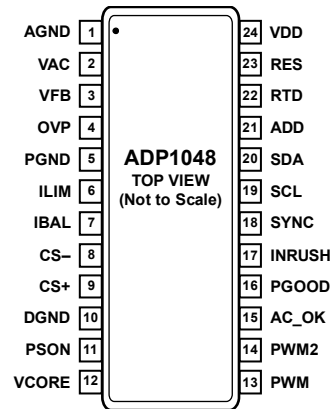 AGND 1 24 VDD
VAC 2 23 RES
VFB 3 22 RTD
OVP 4 21 ADD
PGND 5 ADP1048 20 SDA
TOP VIEW
ILIM 6 (Not to Scale) 19 SCL
IBAL 7 18 SYNC
CS– 8 17 INRUSH
CS+ 9 16 PGOOD
DGND 10 15 AC_OK
PSON 11 14 PWM2
VCORE 12 13 PWM